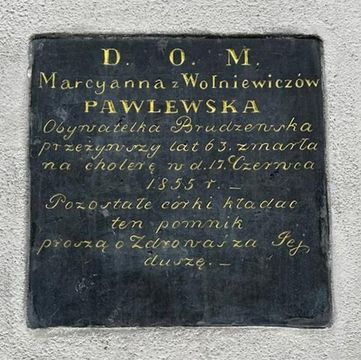 D. O. M.
Marcyanna z Wolniewiczów
PAWLEWSKA
Obywatelka Brudzewska
przeżywszy lat 63. zmarła
na cholerę w d. 17. Czerwca
1855 r. _
Pozostałe córki kładąc
ten pomnik
proszą o Zdrowaś za Jej
duszę. _